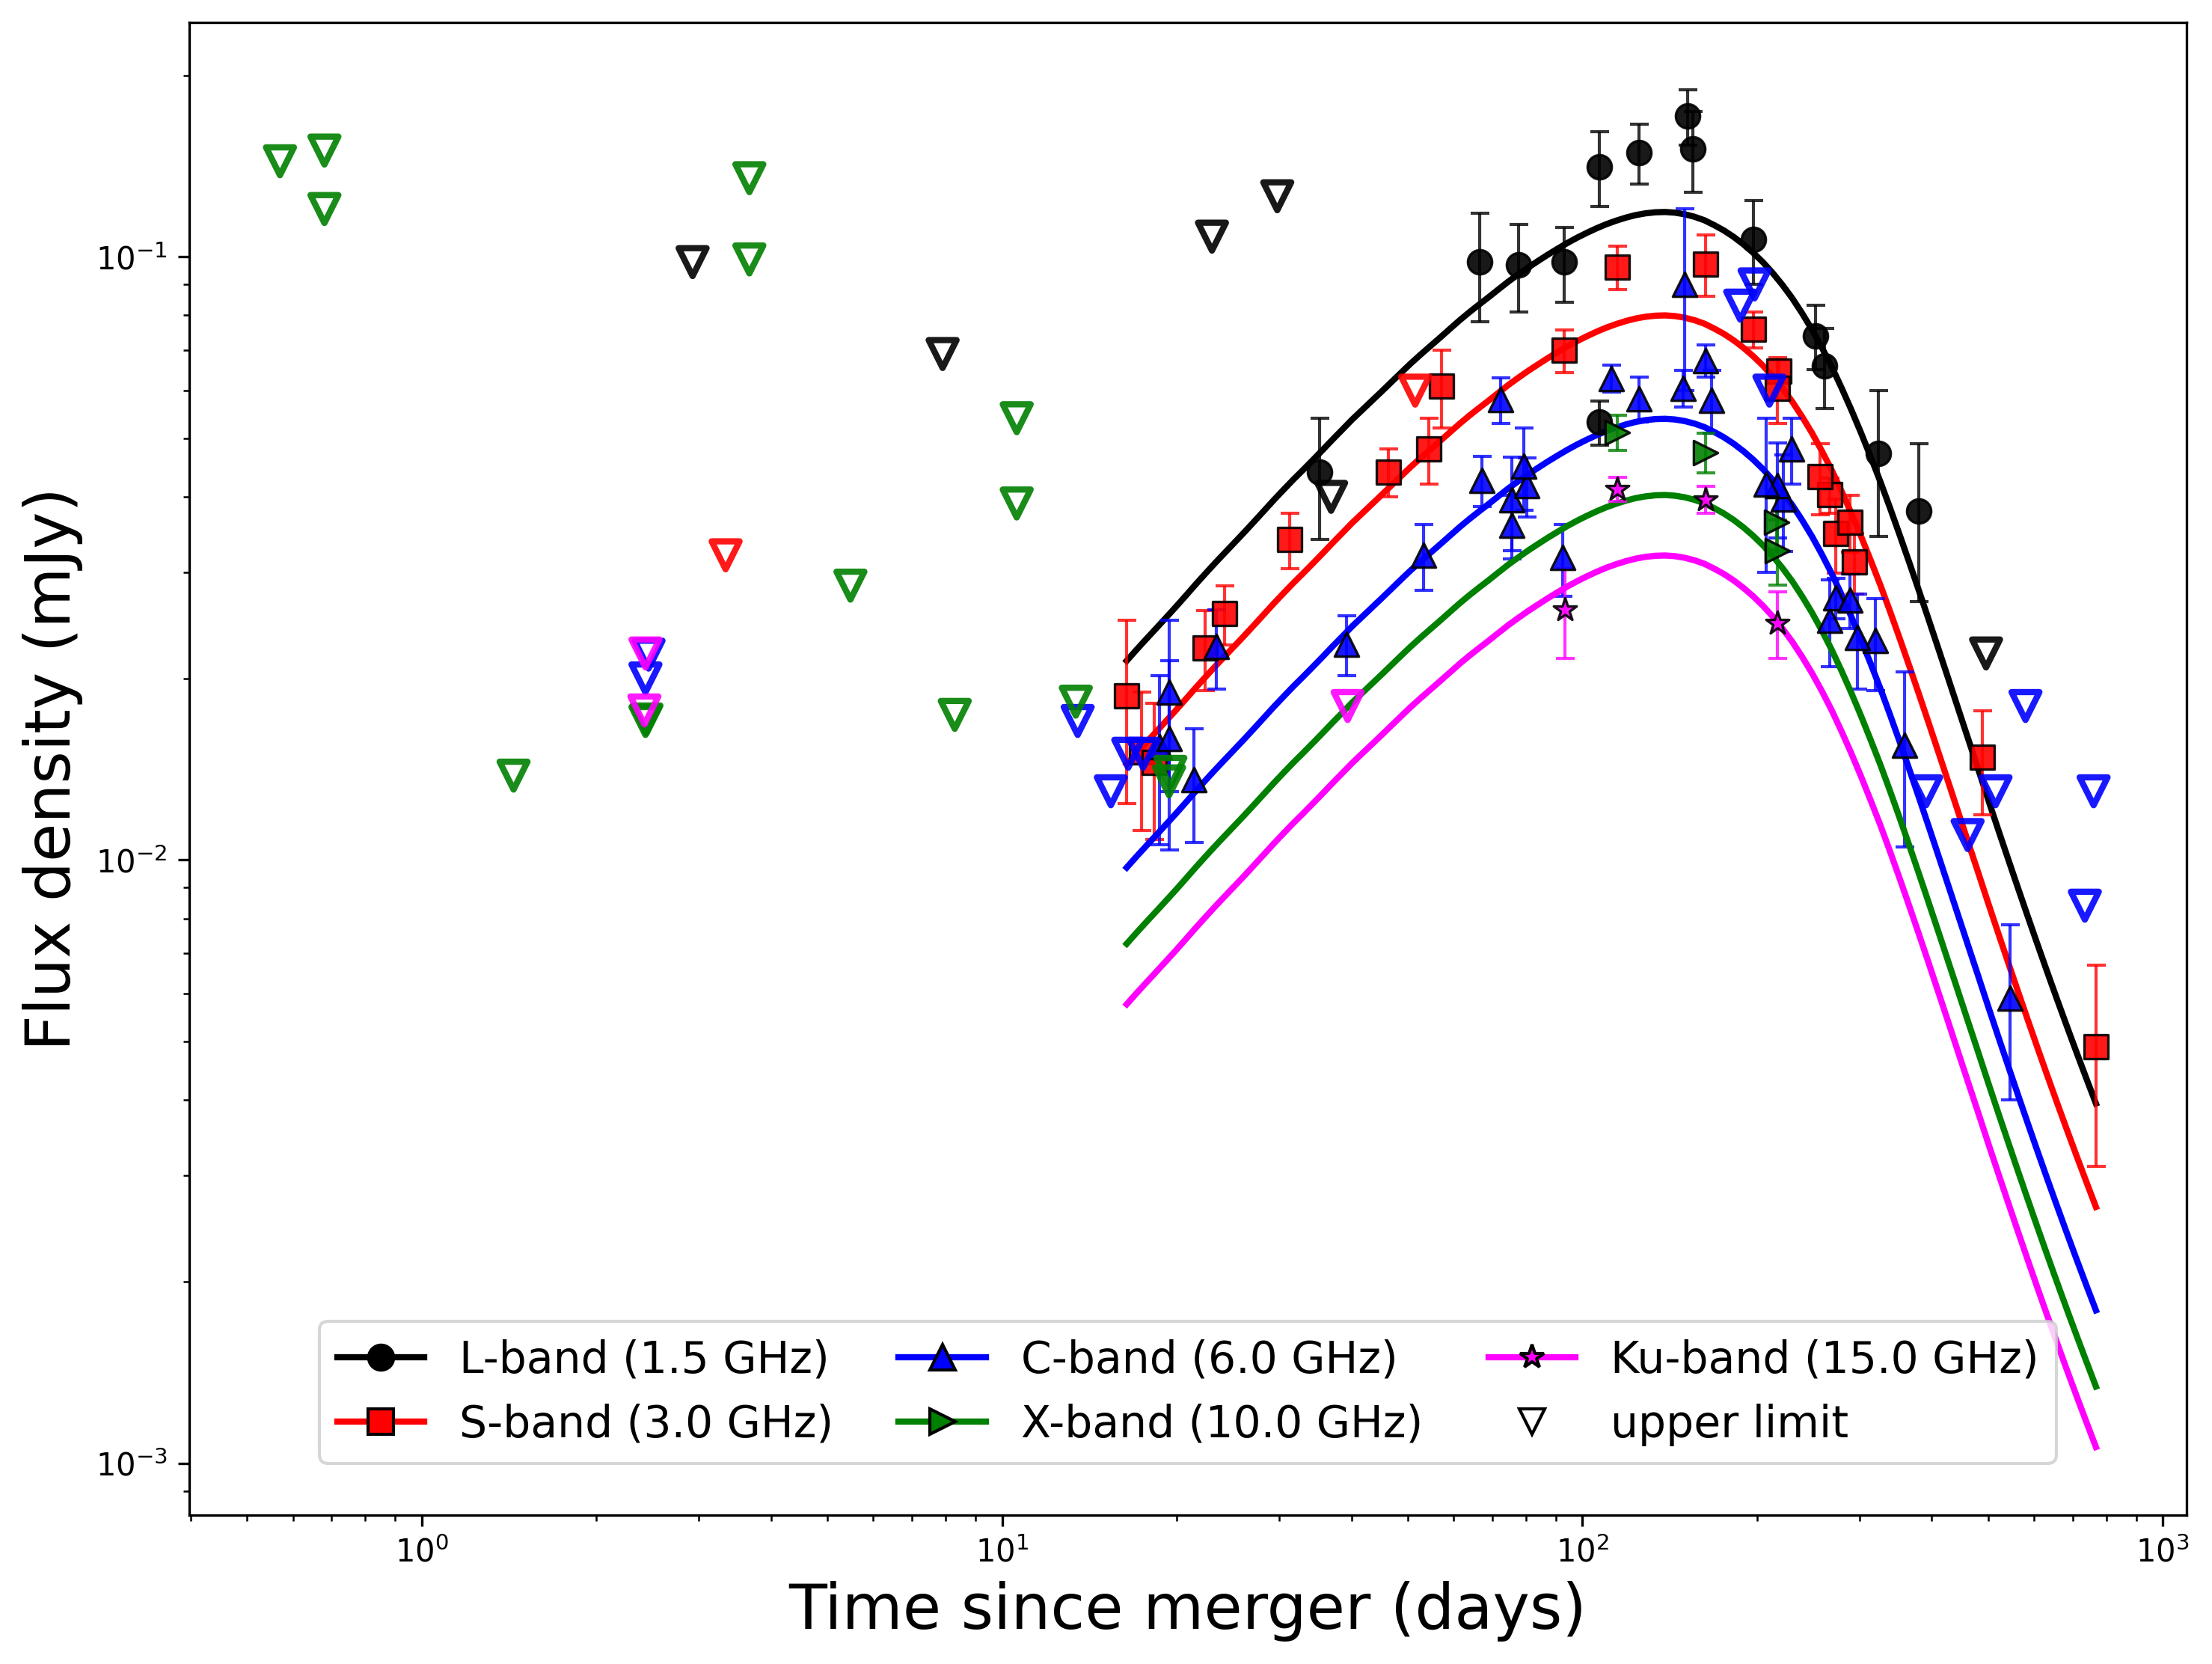 Flux density (mJy)
10⁻¹
10⁻²
10⁻³
L-band (1.5 GHz)
S-band (3.0 GHz)
C-band (6.0 GHz)
X-band (10.0 GHz)
Ku-band (15.0 GHz)
upper limit
10⁰
10¹
10²
10³
Time since merger (days)